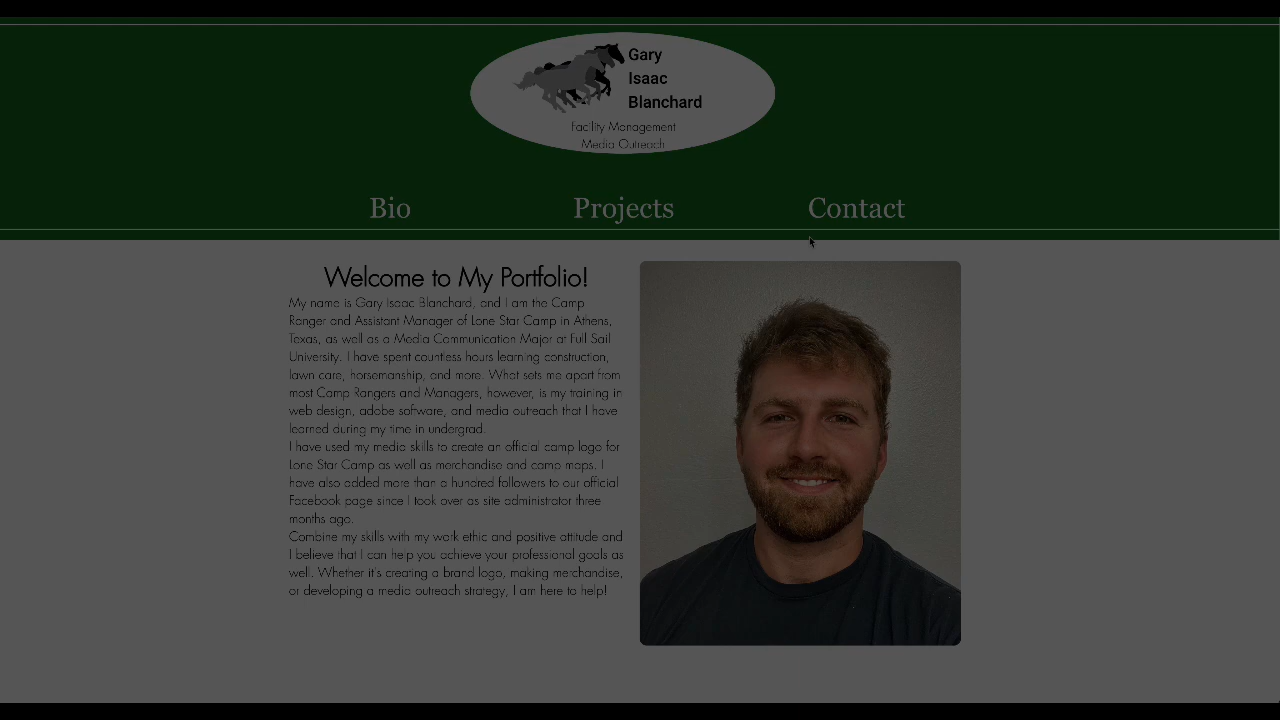 Gary
Isaac
Blanchard
Facility Management
Media Outreach
Bio Projects Contact
Welcome to My Portfolio!
My name is Gary Isaac Blanchard, and I am the Camp
Ranger and Assistant Manager of Lone Star Camp in Athens,
Texas, as well as a Media Communication Major at Full Sail
University. I have spent countless hours learning construction,
lawn care, horsemanship, and more. What sets me apart from
most Camp Rangers and Managers, however, is my training in
web design, adobe software, and media outreach that I have
learned during my time in undergrad.
I have used my media skills to create an official camp logo for
Lone Star Camp as well as merchandise and camp maps. I
have also added more than a hundred followers to our official
Facebook page since I took over as site administrator three
months ago.
Combine my skills with my work ethic and positive attitude and
I believe that I can help you achieve your professional goals as
well. Whether it's creating a brand logo, making merchandise,
or developing a media outreach strategy, I am here to help!